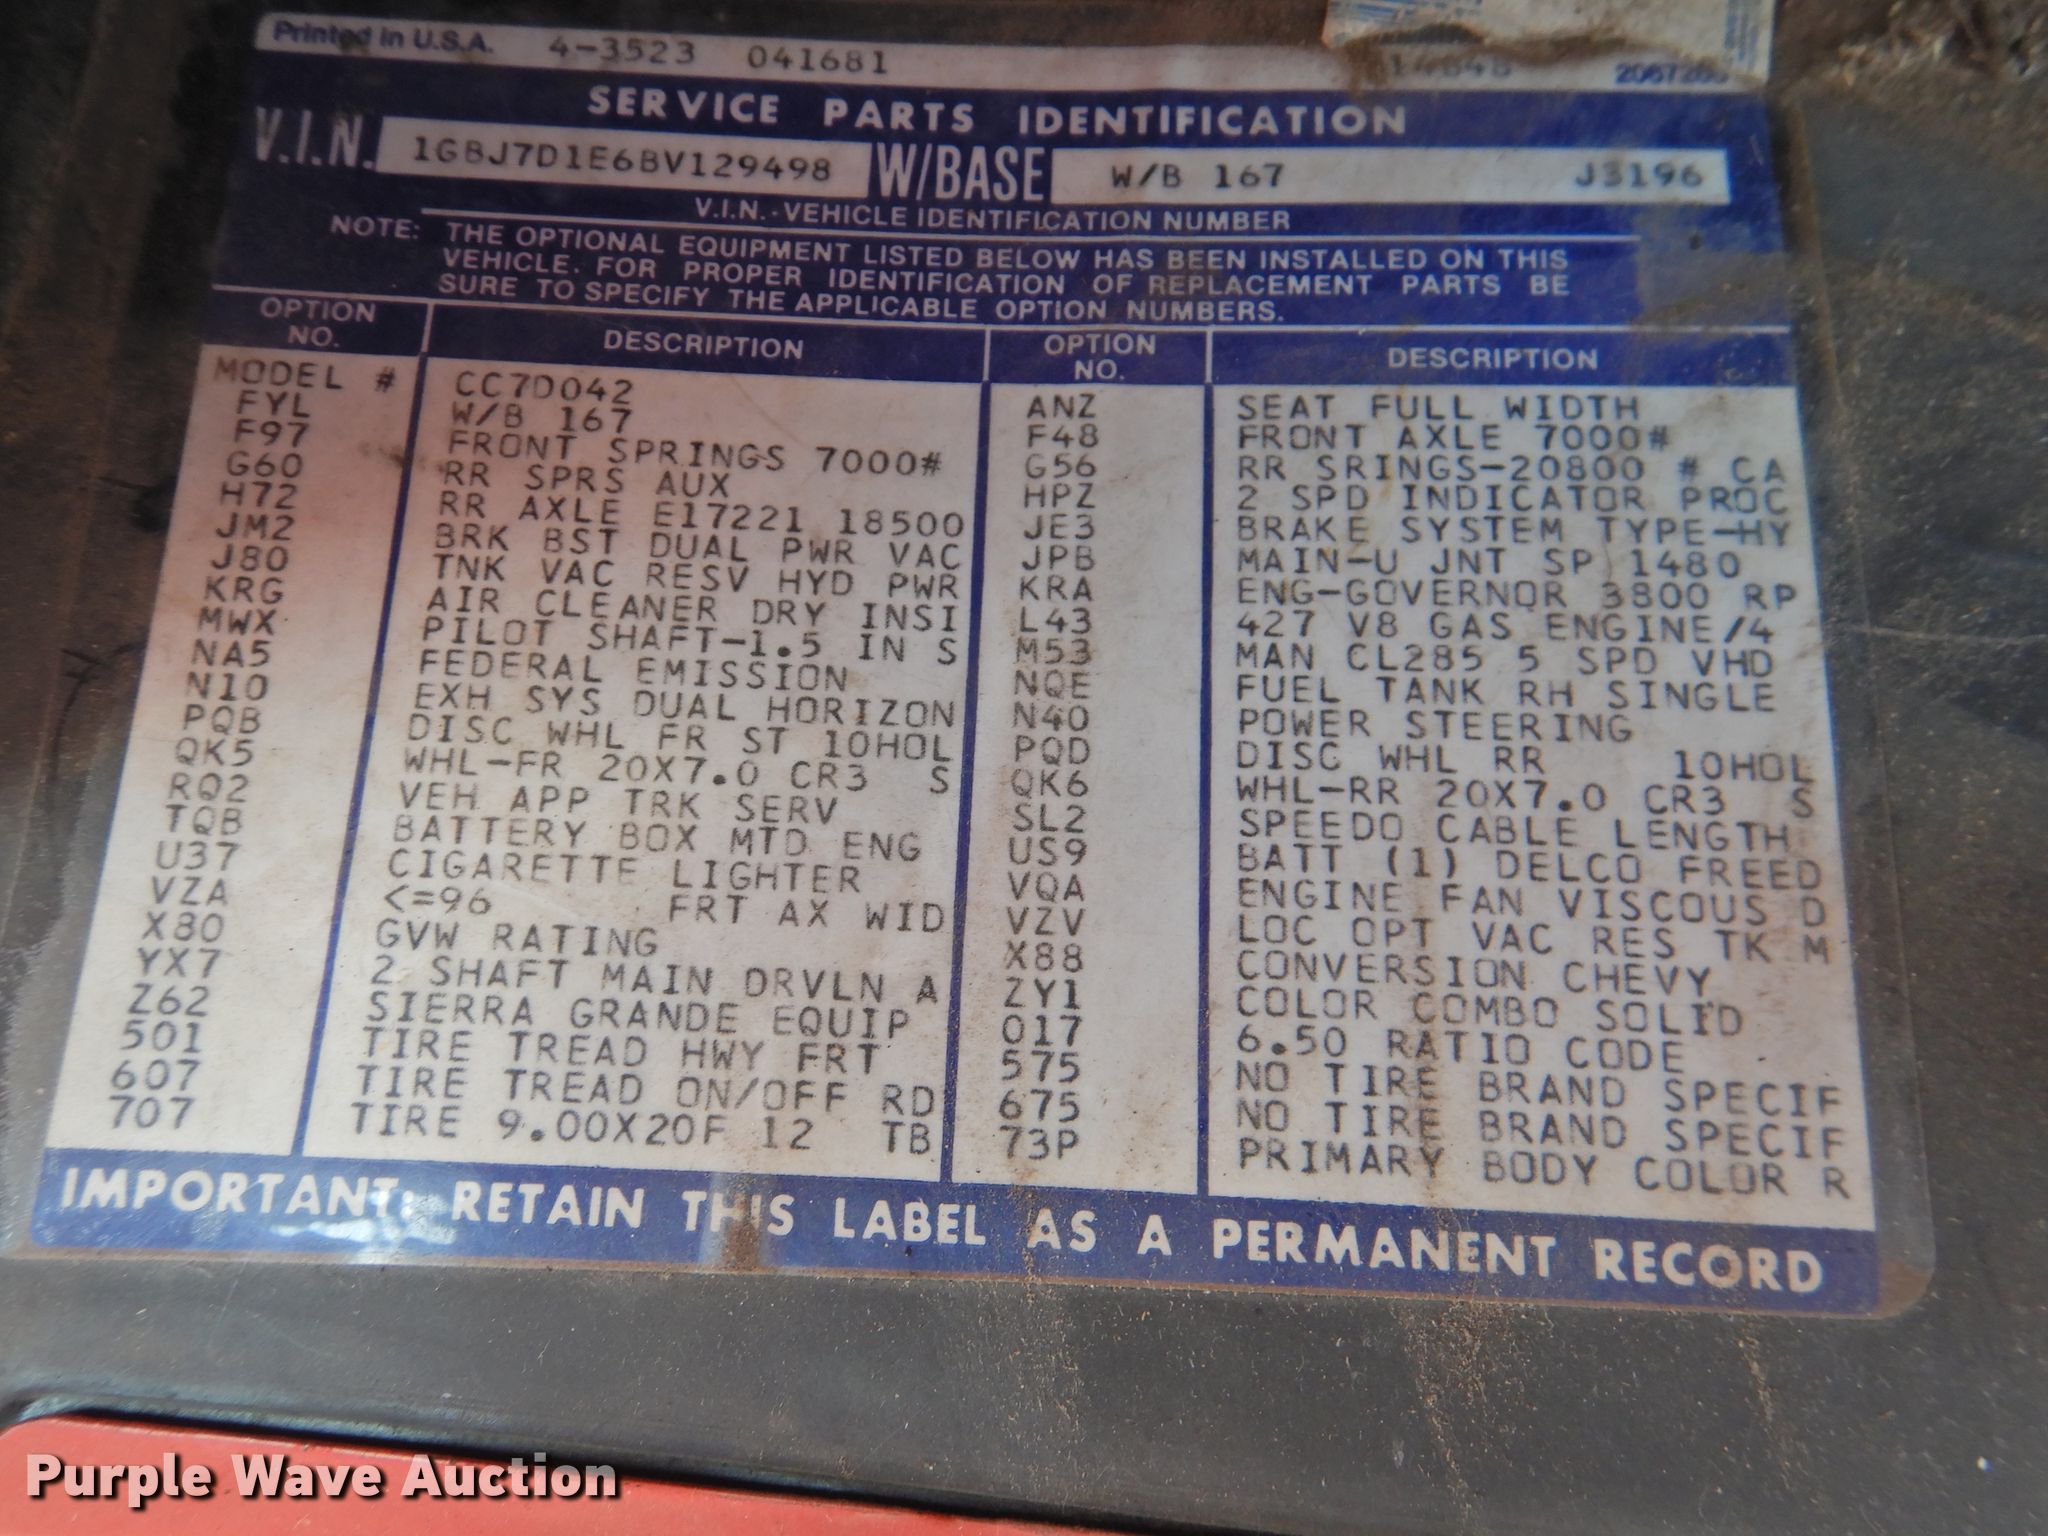 Printed in U.S.A. 4-3523 041681
SERVICE PARTS IDENTIFICATION
V.I.N. 1GBJ7D1E6BV129498 W/BASE W/B 167 J3196
V.I.N.-VEHICLE IDENTIFICATION NUMBER
NOTE: THE OPTIONAL EQUIPMENT LISTED BELOW HAS BEEN INSTALLED ON THIS
VEHICLE. FOR PROPER IDENTIFICATION OF REPLACEMENT PARTS BE
SURE TO SPECIFY THE APPLICABLE OPTION NUMBERS.
OPTION NO. DESCRIPTION OPTION NO. DESCRIPTION
MODEL # CC7D042
FYL W/B 167 ANZ SEAT FULL WIDTH
F97 FRONT SPRINGS 7000# F48 FRONT AXLE 7000#
G60 RR SPRS AUX G56 RR SRINGS-20800 # CA
H72 RR AXLE E17221 18500 HPZ 2 SPD INDICATOR PROC
JM2 BRK BST DUAL PWR VAC JE3 BRAKE SYSTEM TYPE-HY
J80 TNK VAC RESV HYD PWR JPB MAIN-U JNT SP 1480
KRG AIR CLEANER DRY INSI KRA ENG-GOVERNOR 3800 RP
MWX PILOT SHAFT-1.5 IN S L43 427 V8 GAS ENGINE/4
NA5 FEDERAL EMISSION M53 MAN CL285 5 SPD VHD
N10 EXH SYS DUAL HORIZON NQE FUEL TANK RH SINGLE
PQB DISC WHL FR ST 10HOL N40 POWER STEERING
QK5 WHL-FR 20X7.0 CR3 S PQD DISC WHL RR 10HOL
RQ2 VEH APP TRK SERV QK6 WHL-RR 20X7.0 CR3 S
TQB BATTERY BOX MTD ENG SL2 SPEEDO CABLE LENGTH
U37 CIGARETTE LIGHTER US9 BATT (1) DELCO FREED
VZA <=96 FRT AX WID VQA ENGINE FAN VISCOUS D
X80 GVW RATING VZV LOC OPT VAC RES TK M
YX7 2 SHAFT MAIN DRVLN A X88 CONVERSION CHEVY
Z62 SIERRA GRANDE EQUIP ZY1 COLOR COMBO SOLID
501 TIRE TREAD HWY FRT 017 6.50 RATIO CODE
607 TIRE TREAD ON/OFF RD 575 NO TIRE BRAND SPECIF
707 TIRE 9.00X20F 12 TB 675 NO TIRE BRAND SPECIF
73P PRIMARY BODY COLOR R
IMPORTANT: RETAIN THIS LABEL AS A PERMANENT RECORD
Purple Wave Auction